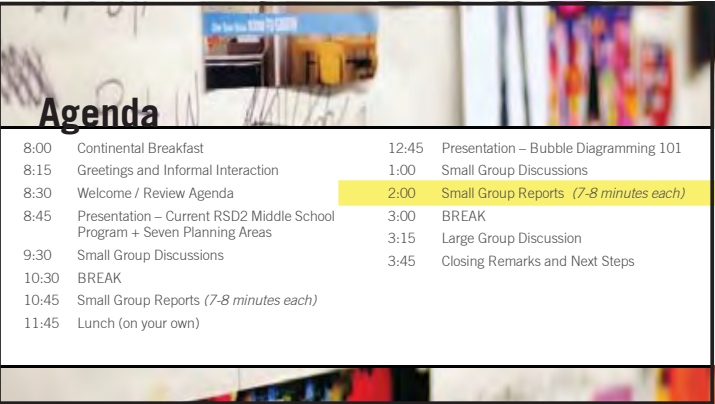 Agenda
8:00 Continental Breakfast
8:15 Greetings and Informal Interaction
8:30 Welcome / Review Agenda
8:45 Presentation – Current RSD2 Middle School
Program + Seven Planning Areas
9:30 Small Group Discussions
10:30 BREAK
10:45 Small Group Reports (7-8 minutes each)
11:45 Lunch (on your own)
12:45 Presentation – Bubble Diagramming 101
1:00 Small Group Discussions
2:00 Small Group Reports (7-8 minutes each)
3:00 BREAK
3:15 Large Group Discussion
3:45 Closing Remarks and Next Steps